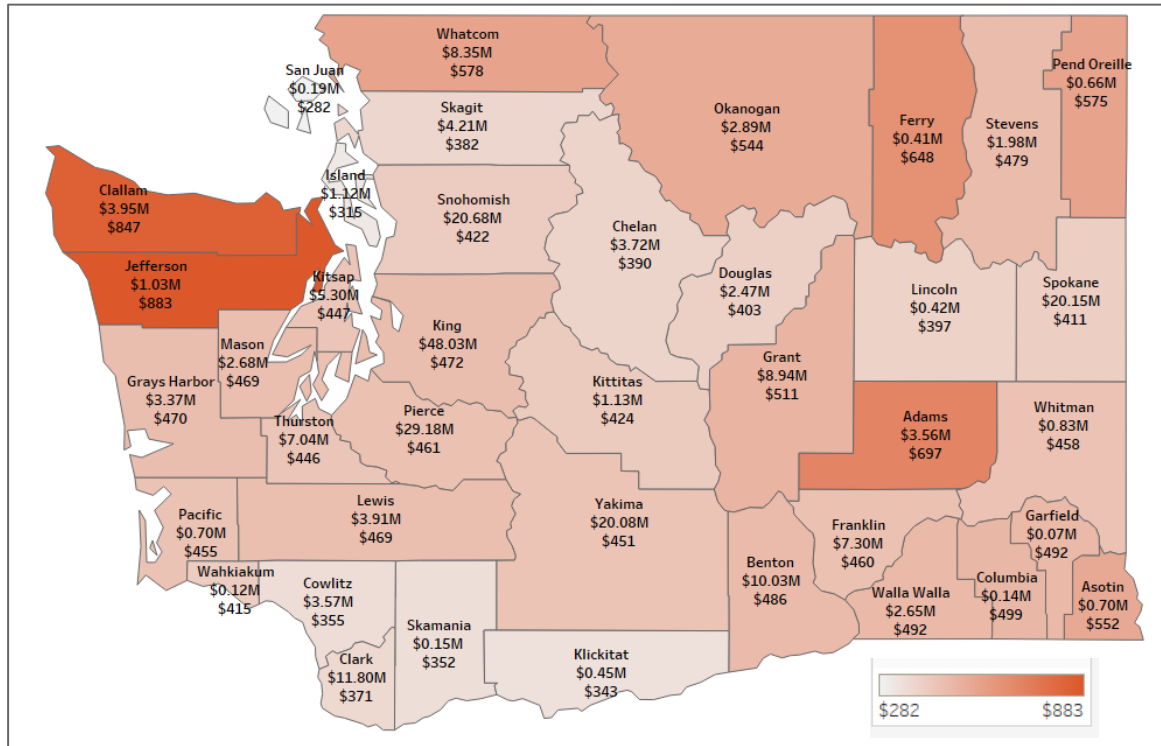 Whatcom
$8.35M
$578
San Juan
$0.19M
$282
Skagit
$4.21M
$382
Okanogan
$2.89M
$544
Ferry
$0.41M
$648
Stevens
$1.98M
$479
Pend Oreille
$0.66M
$575
Clallam
$3.95M
$847
Island
$1.12M
$315
Snohomish
$20.68M
$422
Chelan
$3.72M
$390
Douglas
$2.47M
$403
Lincoln
$0.42M
$397
Spokane
$20.15M
$411
Jefferson
$1.03M
$883
Kitsap
$5.30M
$447
King
$48.03M
$472
Mason
$2.68M
$469
Grays Harbor
$3.37M
$470
Kittitas
$1.13M
$424
Grant
$8.94M
$511
Adams
$3.56M
$697
Whitman
$0.83M
$458
Thurston
$7.04M
$446
Pierce
$29.18M
$461
Pacific
$0.70M
$455
Lewis
$3.91M
$469
Yakima
$20.08M
$451
Benton
$10.03M
$486
Franklin
$7.30M
$460
Garfield
$0.07M
$492
Walla Walla
$2.65M
$492
Columbia
$0.14M
$499
Asotin
$0.70M
$552
Wahkiakum
$0.12M
$415
Cowlitz
$3.57M
$355
Skamania
$0.15M
$352
Clark
$11.80M
$371
Klickitat
$0.45M
$343
$282
$883